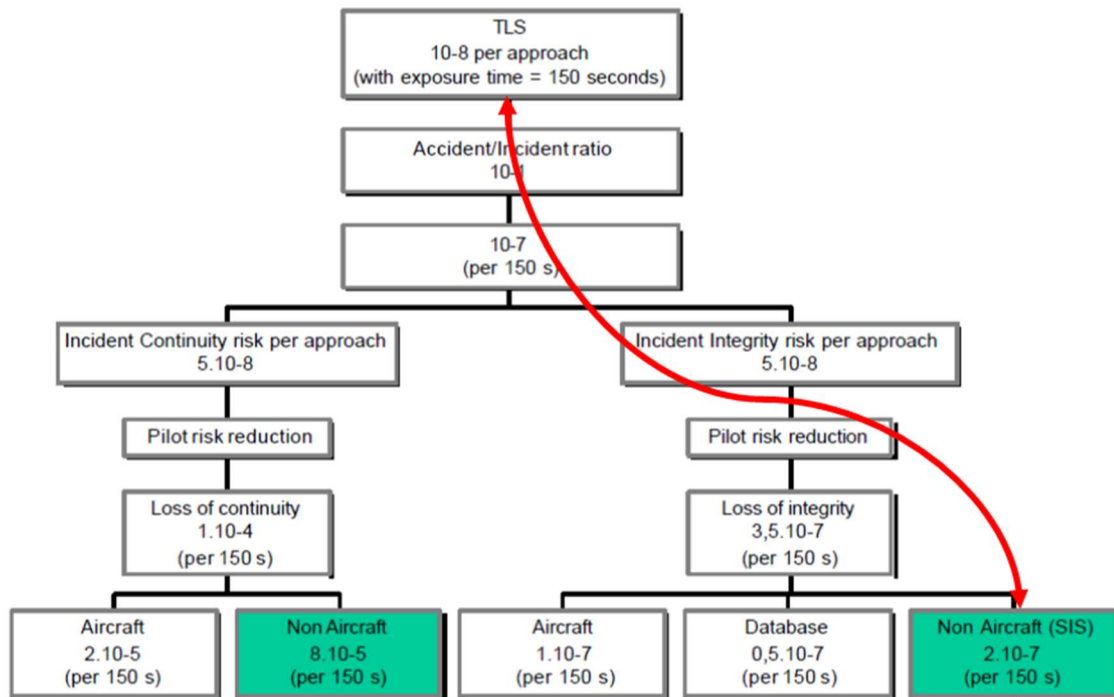 TLS
10-8 per approach
(with exposure time = 150 seconds)
Accident/Incident ratio
10-1
10-7
(per 150 s)
Incident Continuity risk per approach
5.10-8
Incident Integrity risk per approach
5.10-8
Pilot risk reduction
Pilot risk reduction
Loss of continuity
1.10-4
(per 150 s)
Loss of integrity
3,5.10-7
(per 150 s)
Aircraft
2.10-5
(per 150 s)
Non Aircraft
8.10-5
(per 150 s)
Aircraft
1.10-7
(per 150 s)
Database
0,5.10-7
(per 150 s)
Non Aircraft (SIS)
2.10-7
(per 150 s)